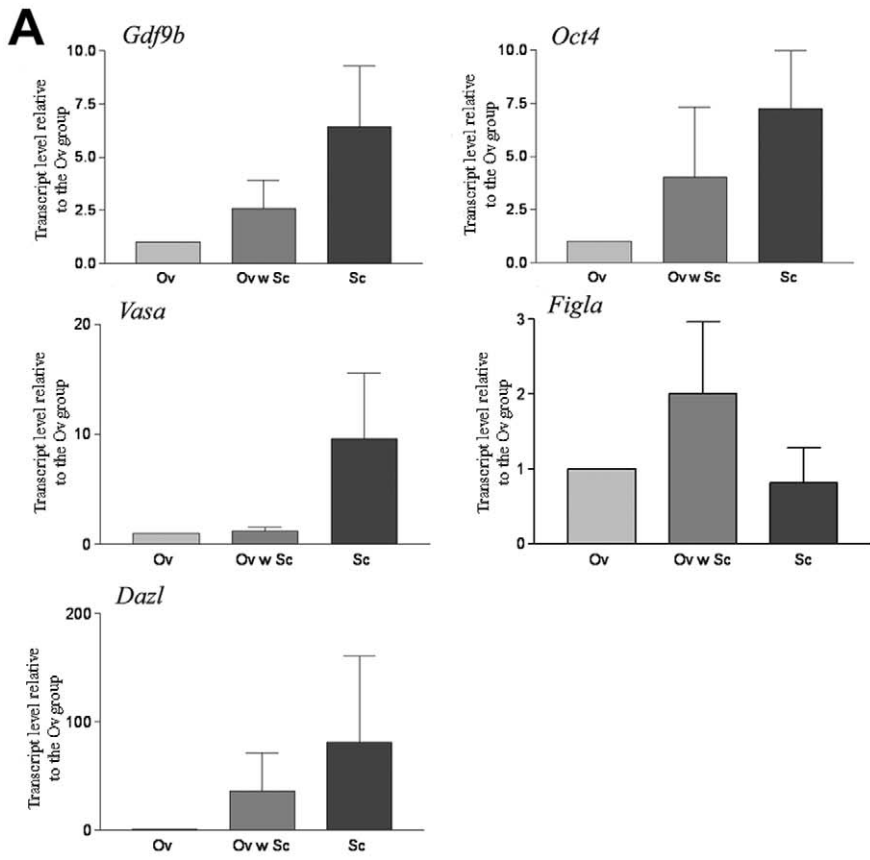 A
Gdf9b
Transcript level relative
to the Ov group
10.0
7.5
5.0
2.5
0.0
Ov
Ov w Sc
Sc
Oct4
Transcript level relative
to the Ov group
10.0
7.5
5.0
2.5
0.0
Ov
Ov w Sc
Sc
Vasa
Transcript level relative
to the Ov group
20
10
0
Ov
Ov w Sc
Sc
Figla
Transcript level relative
to the Ov group
3
2
1
0
Ov
Ov w Sc
Sc
Dazl
Transcript level relative
to the Ov group
200
100
0
Ov
Ov w Sc
Sc